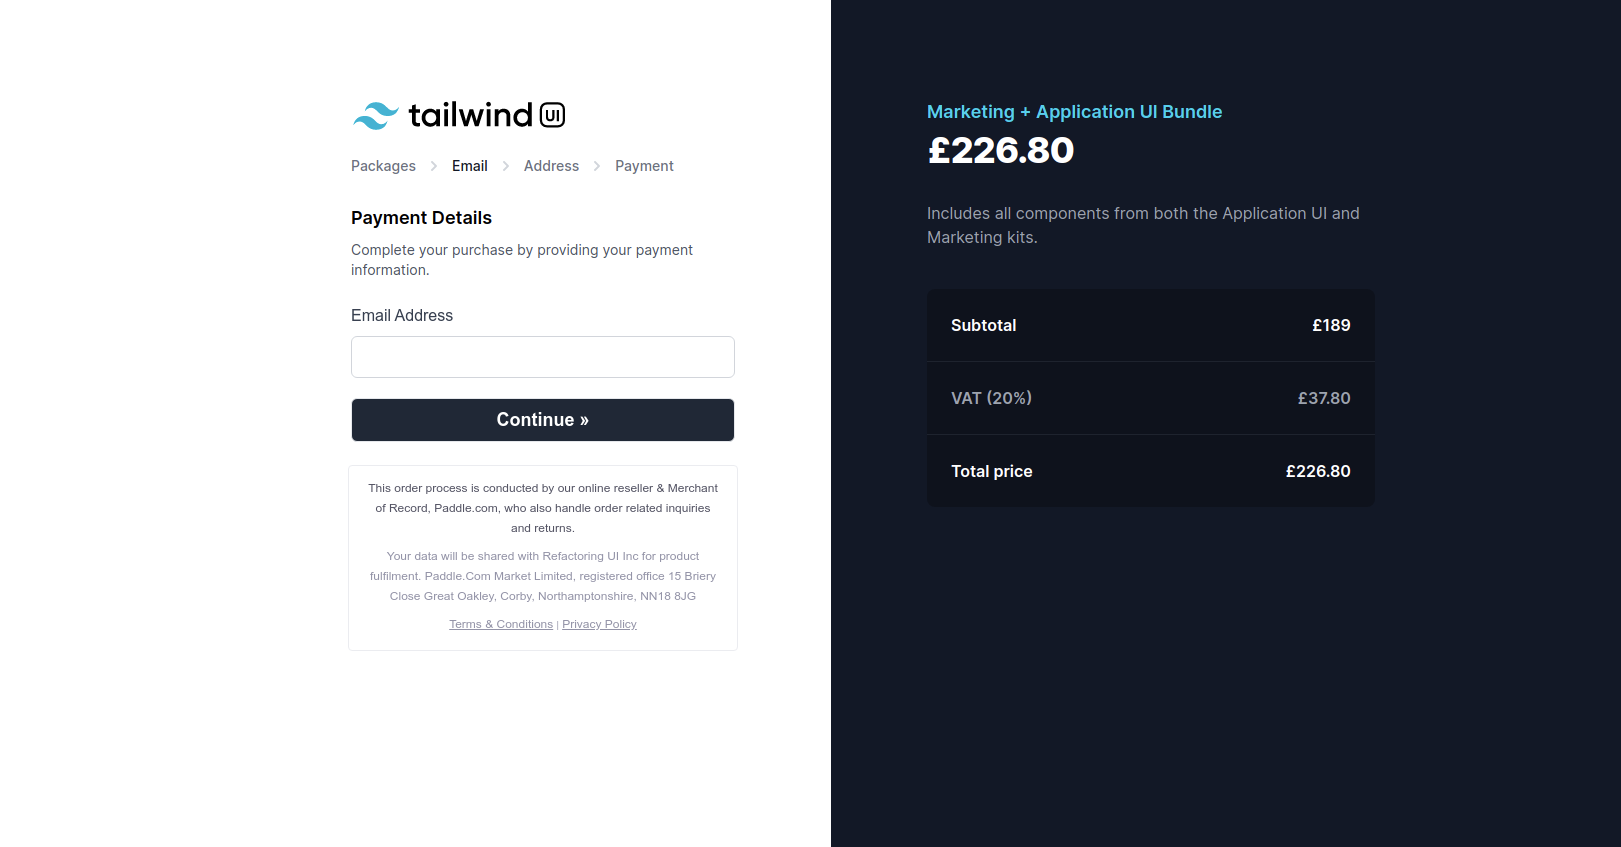 tailwind UI
Packages > Email > Address > Payment
Payment Details
Complete your purchase by providing your payment
information.
Email Address
Continue »
This order process is conducted by our online reseller & Merchant
of Record, Paddle.com, who also handle order related inquiries
and returns.
Your data will be shared with Refactoring UI Inc for product
fulfilment. Paddle.Com Market Limited, registered office 15 Briery
Close Great Oakley, Corby, Northamptonshire, NN18 8JG
Terms & Conditions | Privacy Policy
Marketing + Application UI Bundle
£226.80
Includes all components from both the Application UI and
Marketing kits.
Subtotal £189
VAT (20%) £37.80
Total price £226.80